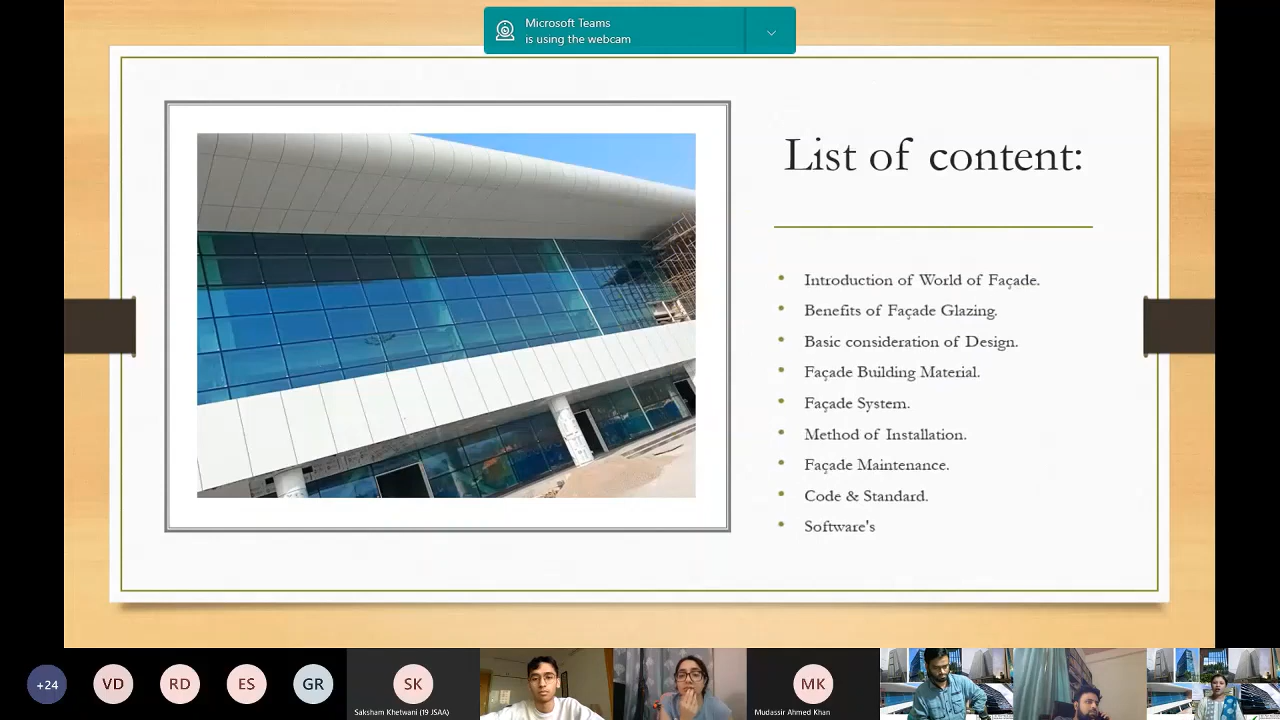 Microsoft Teams
is using the webcam
List of content:
Introduction of World of Façade.
Benefits of Façade Glazing.
Basic consideration of Design.
Façade Building Material.
Façade System.
Method of Installation.
Façade Maintenance.
Code & Standard.
Software's
+24
VD
RD
ES
GR
SK
MK
Saksham Khetwani (19 JSAA)
Mudassir Ahmed Khan